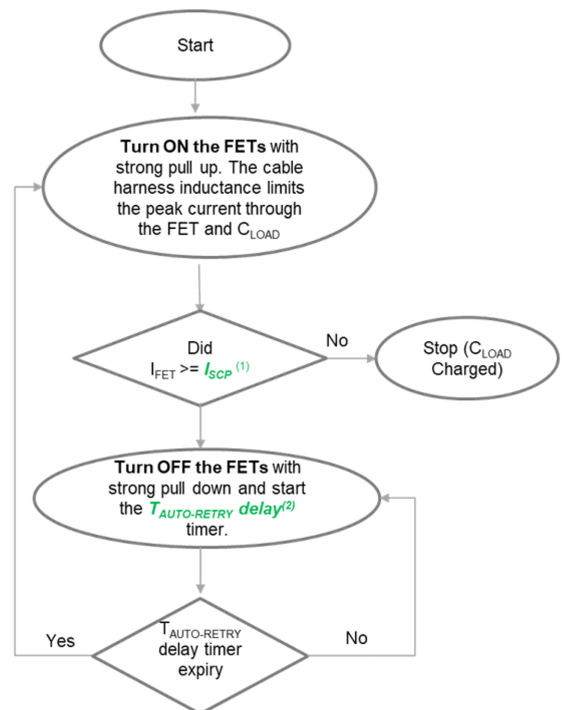 Start
Turn ON the FETs with
strong pull up. The cable
harness inductance limits
the peak current through
the FET and CLOAD
Did
IFET >= ISCP (1)
No
Stop (CLOAD
Charged)
Turn OFF the FETs with
strong pull down and start
the TAUTO-RETRY delay(2)
timer.
Yes
TAUTO-RETRY
delay timer
expiry
No